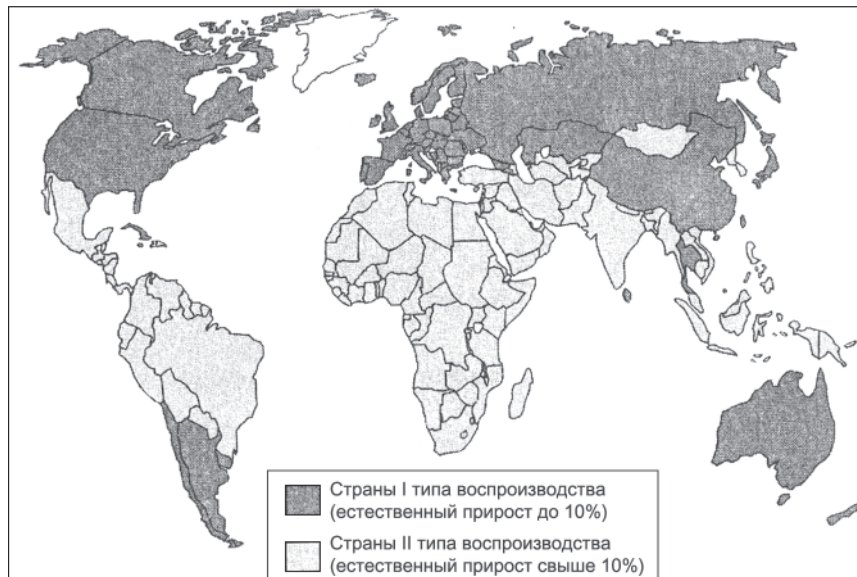 Страны I типа воспроизводства
(естественный прирост до 10%)
Страны II типа воспроизводства
(естественный прирост свыше 10%)